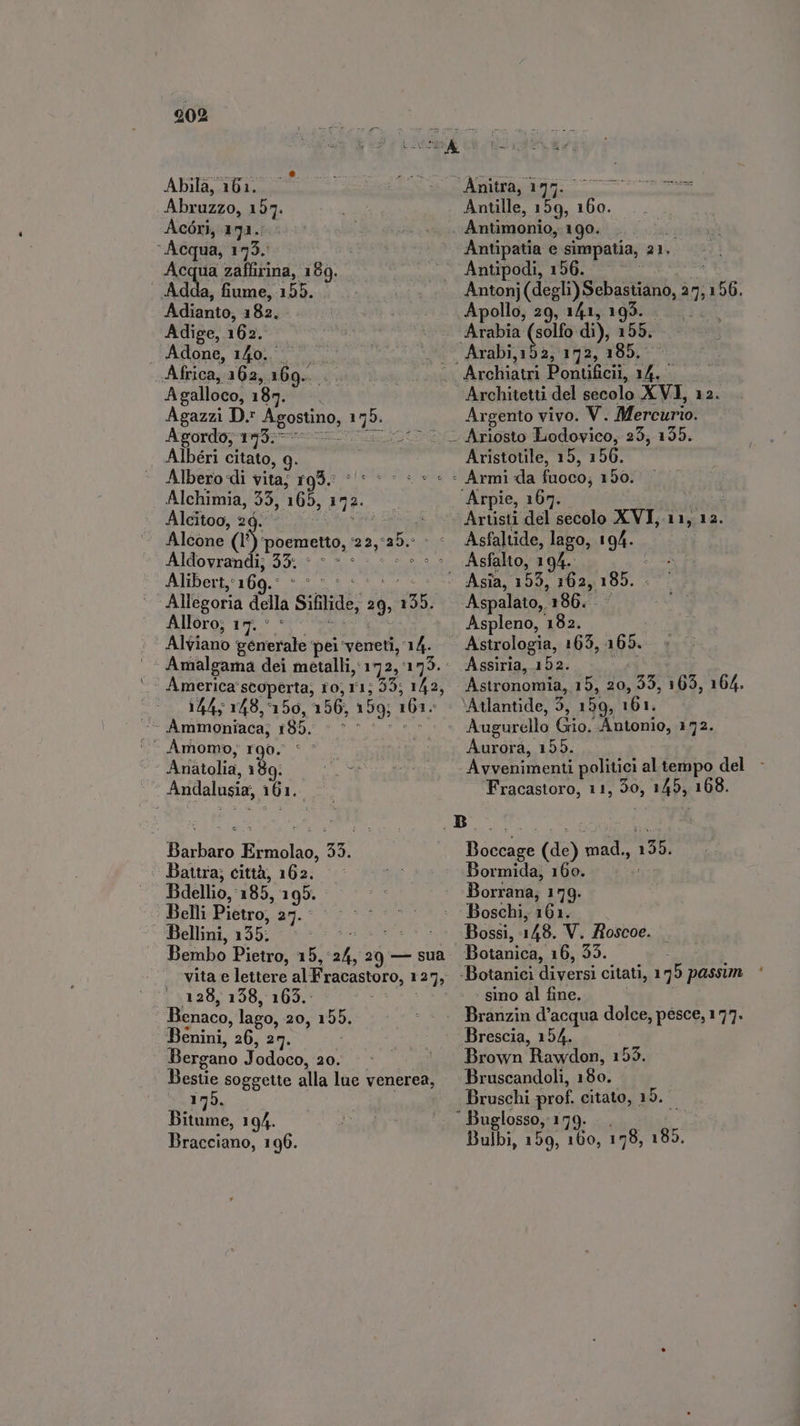 202
A
Abila, 161.
Abruzzo, 157.
Acóri, 171.
Acqua, 173.
Acqua zaffirina, 189.
Adda, fiume, 155.
Adianto, 182.
Adige, 162.
Adone, 140.
Africa, 162, 169.
Agalloco, 187.
Agazzi D.r Agostino, 175.
Agordo, 173.
Albéri citato, 9.
Albero di vita, 193.
Alchimia, 33, 165, 172.
Alcitoo, 29.
Alcone (l') poemetto, 22, 25.
Aldovrandi, 33.
Alibert, 169.
Allegoria della Sifilide, 29, 135.
Alloro, 17.
Alviano generale pei veneti, 14.
Amalgama dei metalli, 172, 173.
America scoperta, 10, 11, 33, 142,
144, 148, 150, 156, 159, 161.
Ammoniaca, 185.
Amomo, 190.
Anatolia, 189.
Andalusia, 161.
Anitra, 177.
Antille, 159, 160.
Antimonio, 190.
Antipatia e simpatia, 21.
Antipodi, 156.
Antonj (degli) Sebastiano, 27, 156.
Apollo, 29, 141, 193.
Arabia (solfo di), 155.
Arabi, 152, 172, 185.
Archiatri Pontificii, 14.
Architetti del secolo XVI, 12.
Argento vivo. V. Mercurio.
Ariosto Lodovico, 23, 135.
Aristotile, 15, 156.
Armi da fuoco, 150.
Arpie, 167.
Artisti del secolo XVI, 11, 12.
Asfaltide, lago, 194.
Asfalto, 194.
Asia, 153, 162, 185.
Aspalato, 186.
Aspleno, 182.
Astrologia, 163, 165.
Assiria, 152.
Astronomia, 15, 20, 33, 163, 164.
Atlantide, 3, 159, 161.
Augurello Gio. Antonio, 172.
Aurora, 155.
Avvenimenti politici al tempo del
Fracastoro, 11, 30, 145, 168.
B
Barbaro Ermolao, 33.
Battra, città, 162.
Bdellio, 185, 195.
Belli Pietro, 27.
Bellini, 135.
Bembo Pietro, 15, 24, 29 — sua
vita e lettere al Fracastoro, 127,
128, 138, 163.
Benaco, lago, 20, 155.
Benini, 26, 27.
Bergano Jodoco, 20.
Bestie soggette alla lue venerea,
175.
Bitume, 194.
Bracciano, 196.
Boccage (de) mad., 135.
Bormida, 160.
Borrana, 179.
Boschi, 161.
Bossi, 148. V. Roscoe.
Botanica, 16, 33.
Botanici diversi citati, 175 passim
sino al fine.
Branzin d'acqua dolce, pesce, 177.
Brescia, 154.
Brown Rawdon, 153.
Bruscandoli, 180.
Bruschi prof. citato, 15.
Buglosso, 179.
Bulbi, 159, 160, 178, 185.